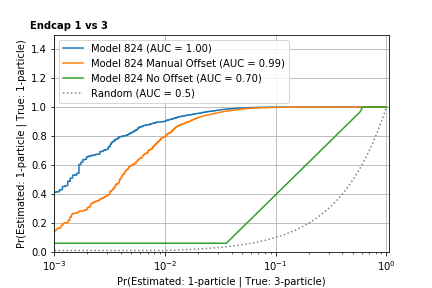 Endcap 1 vs 3
Model 824 (AUC = 1.00)
Model 824 Manual Offset (AUC = 0.99)
Model 824 No Offset (AUC = 0.70)
Random (AUC = 0.5)
Pr(Estimated: 1-particle | True: 1-particle)
1.4
1.2
1.0
0.8
0.6
0.4
0.2
0.0
10⁻³
10⁻²
10⁻¹
10⁰
Pr(Estimated: 1-particle | True: 3-particle)